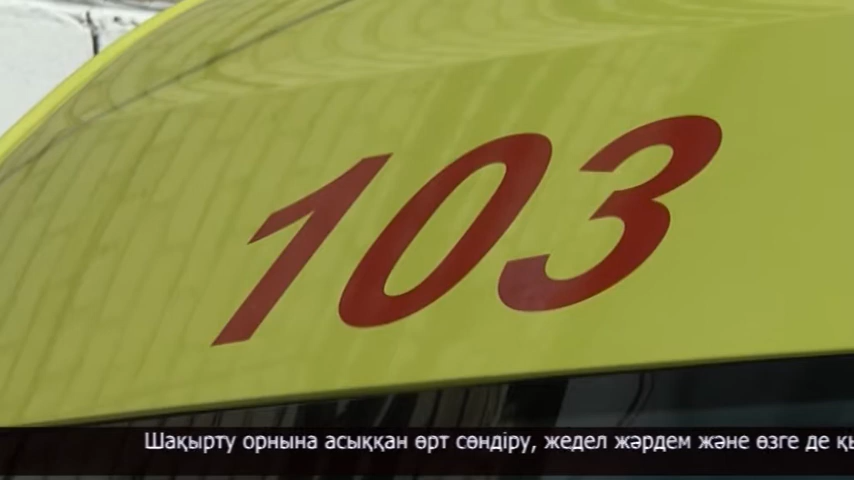 103
Шақырту орнына асыққан өрт сөндіру, жедел жәрдем және өзге де